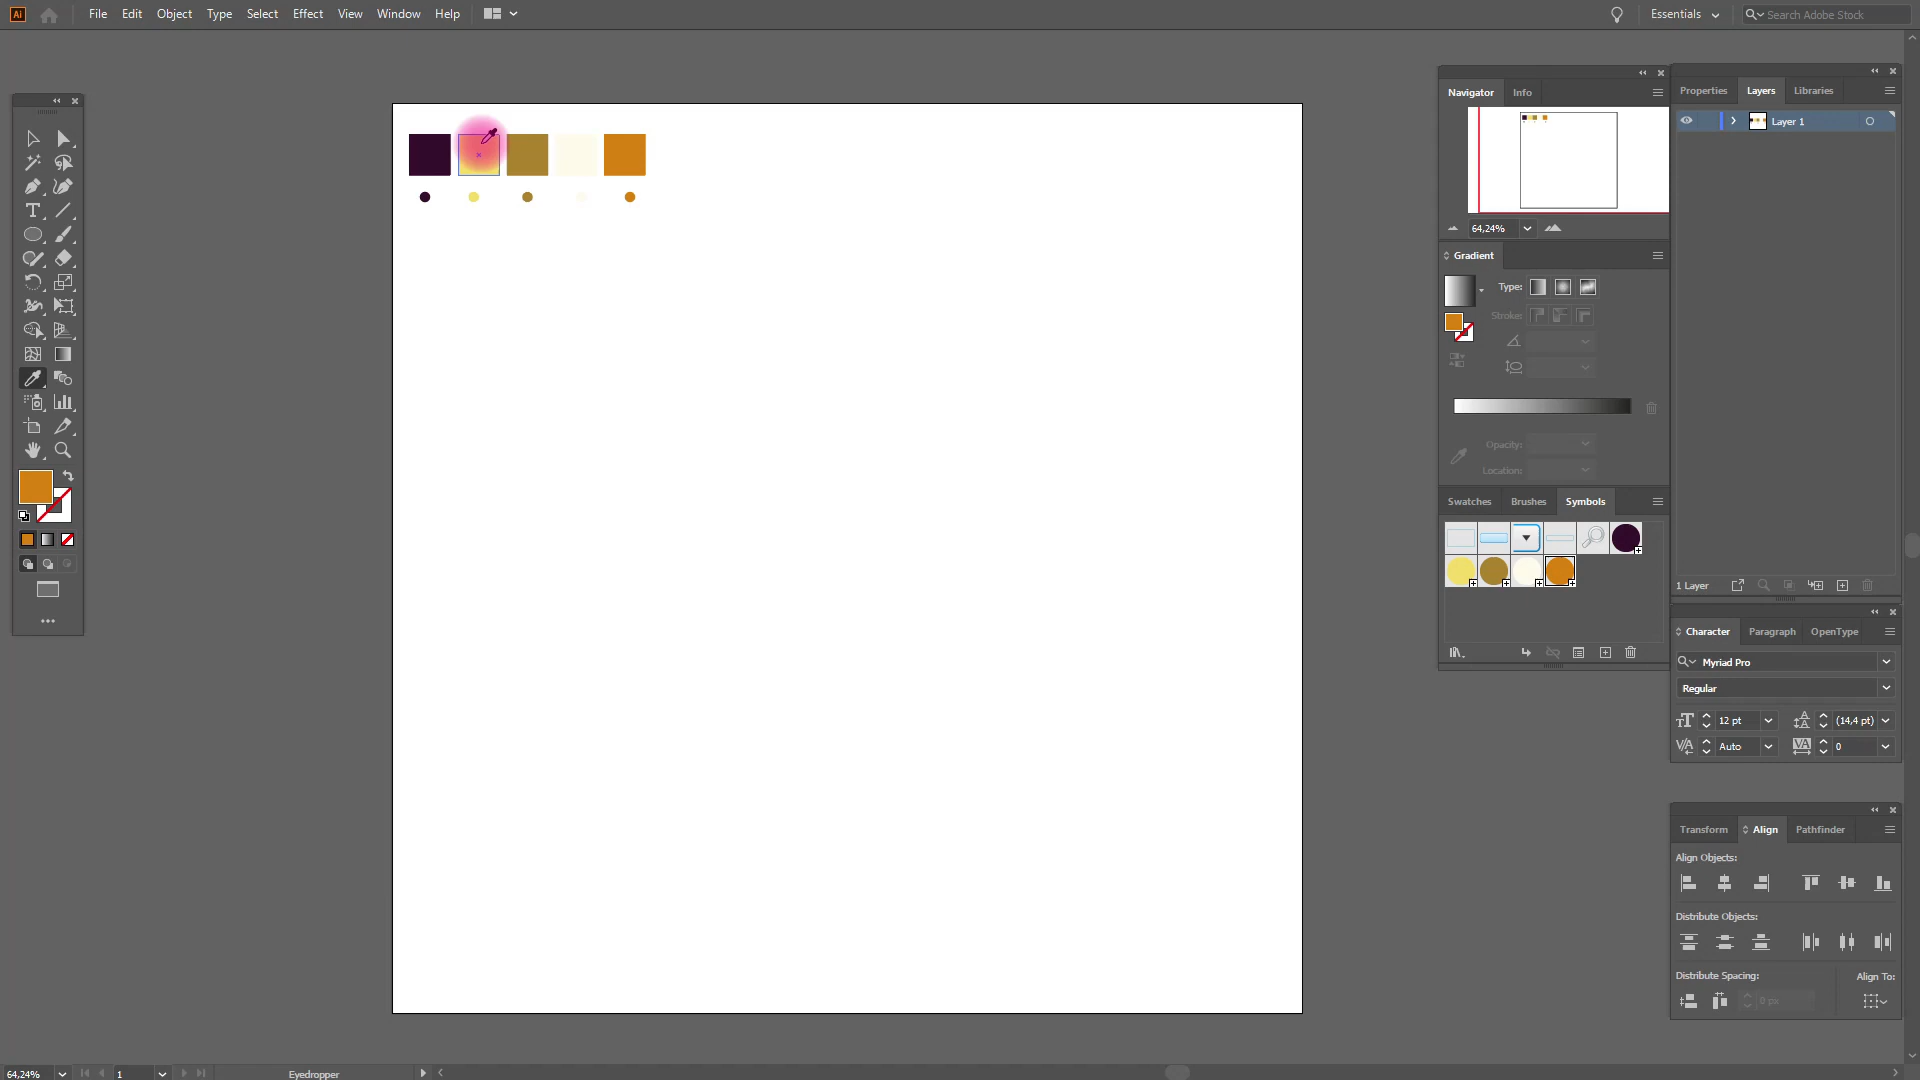 Ai File Edit Object Type Select Effect View Window Help
Essentials Search Adobe Stock
Navigator Info
64,24%
Gradient
Type:
Stroke:
Opacity:
Location:
Swatches Brushes Symbols
Properties Layers Libraries
Layer 1
1 Layer
Character Paragraph OpenType
Myriad Pro
Regular
12 pt (14,4 pt)
Auto 0
Transform Align Pathfinder
Align Objects:
Distribute Objects:
Distribute Spacing: Align To:
0 px
64,24% 1 Eyedropper